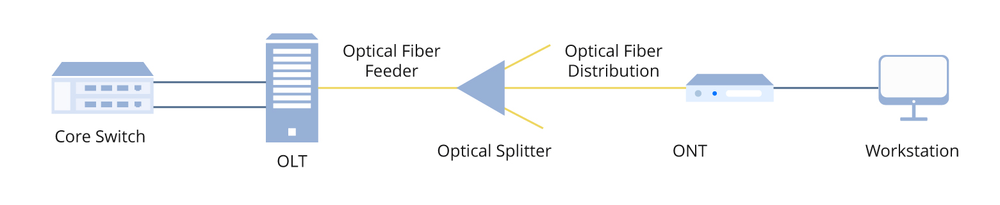 Optical Fiber
Feeder
Optical Fiber
Distribution
Core Switch
OLT
Optical Splitter
ONT
Workstation